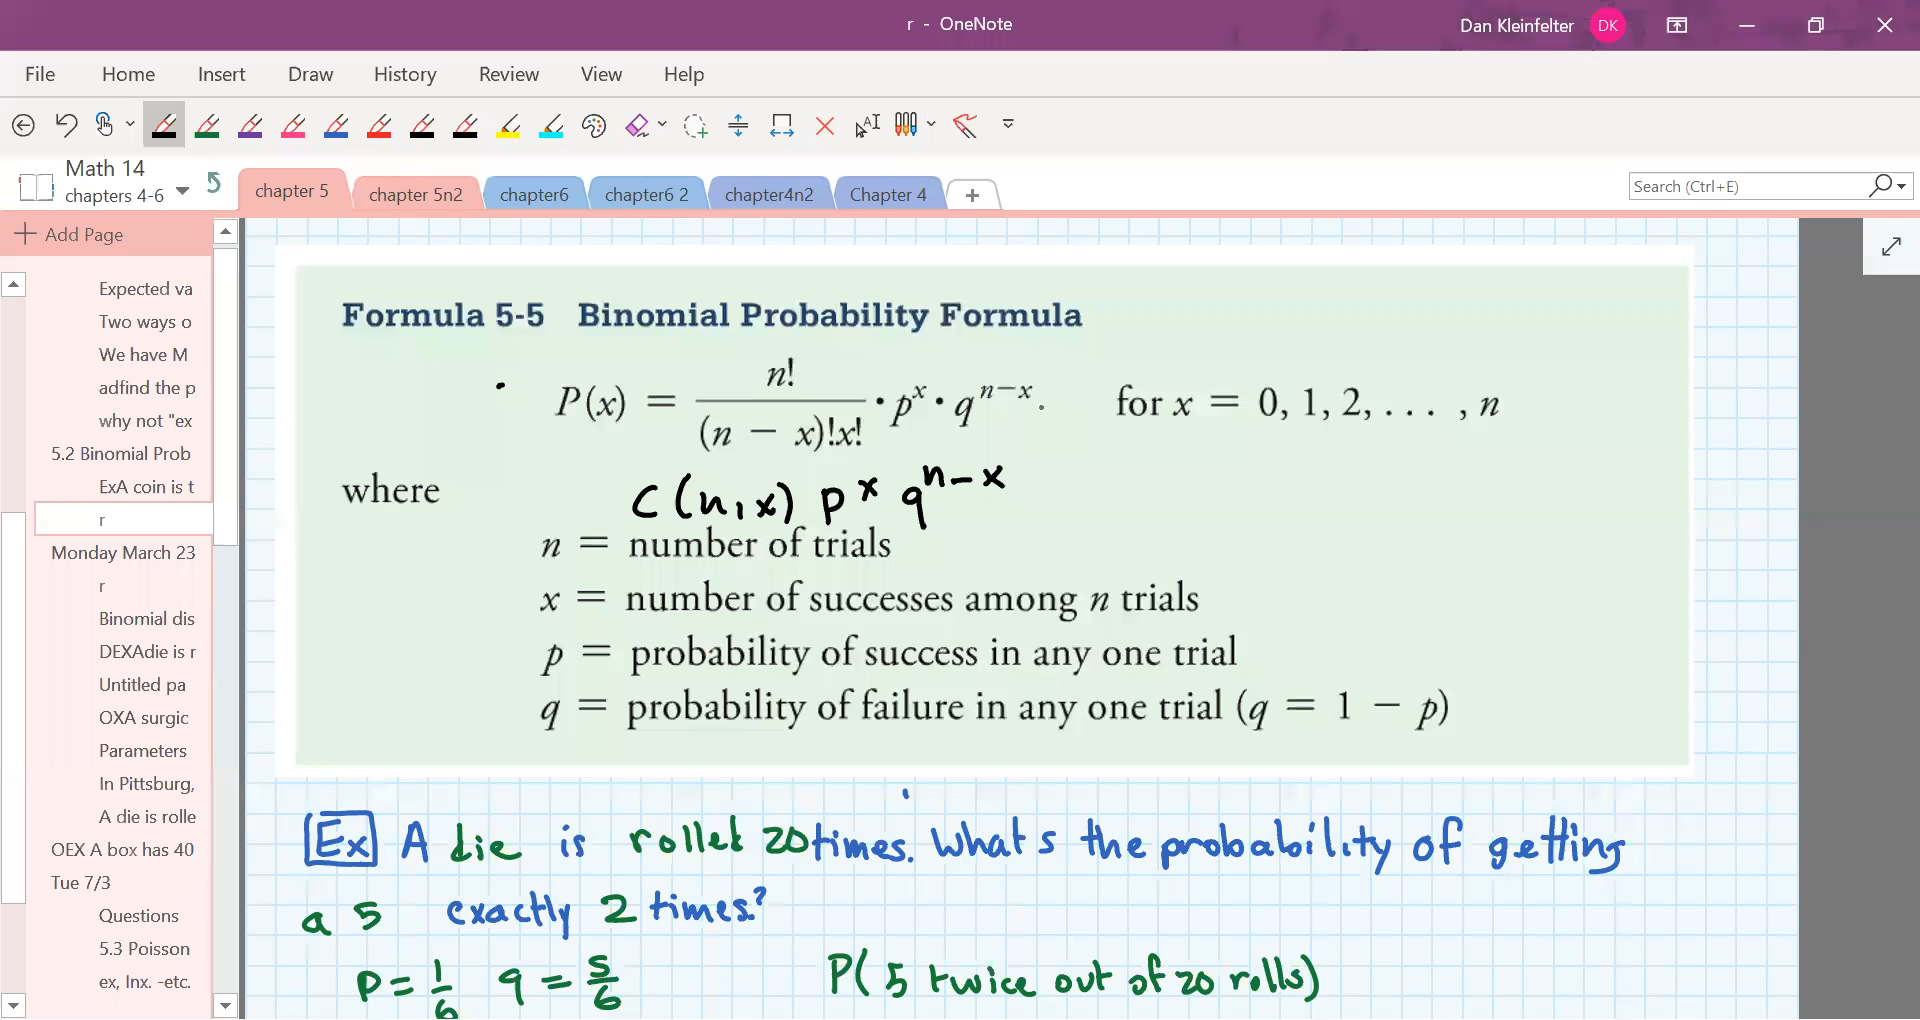 r - OneNote
Dan Kleinfelter DK
File Home Insert Draw History Review View Help
Math 14
chapters 4-6
chapter 5 chapter 5n2 chapter6 chapter6 2 chapter4n2 Chapter 4 +
Search (Ctrl+E)
Add Page
Expected va
Two ways o
We have M
adfind the p
why not "ex
5.2 Binomial Prob
ExA coin is t
r
Monday March 23
r
Binomial dis
DEXAdie is r
Untitled pa
OXA surgic
Parameters
In Pittsburg,
A die is rolle
OEX A box has 40
Tue 7/3
Questions
5.3 Poisson
ex, lnx. -etc.
Formula 5-5 Binomial Probability Formula
P(x) = n! / (n − x)!x! • p^x • q^(n−x) for x = 0, 1, 2, . . . , n
where
C(n,x) p^x q^(n-x)
n = number of trials
x = number of successes among n trials
p = probability of success in any one trial
q = probability of failure in any one trial (q = 1 − p)
Ex A die is rolled 20 times. What's the probability of getting
a 5 exactly 2 times?
P = 1/6 q = 5/6 P( 5 twice out of 20 rolls)